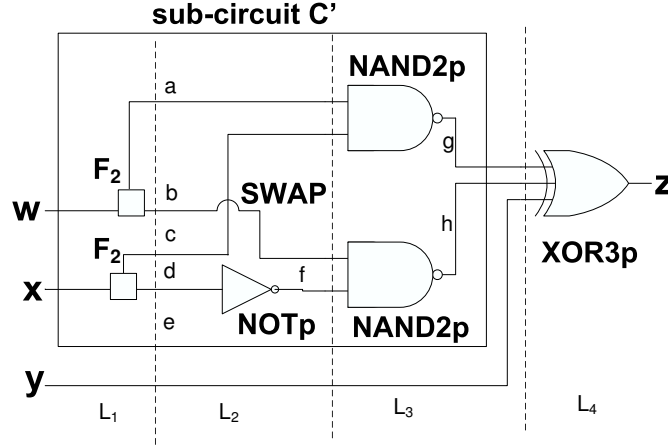 sub-circuit C'
NAND2p
a
g
F2
b
SWAP
w
z
c
h
F2
XOR3p
x
d
f
NOTp
NAND2p
e
y
L1
L2
L3
L4